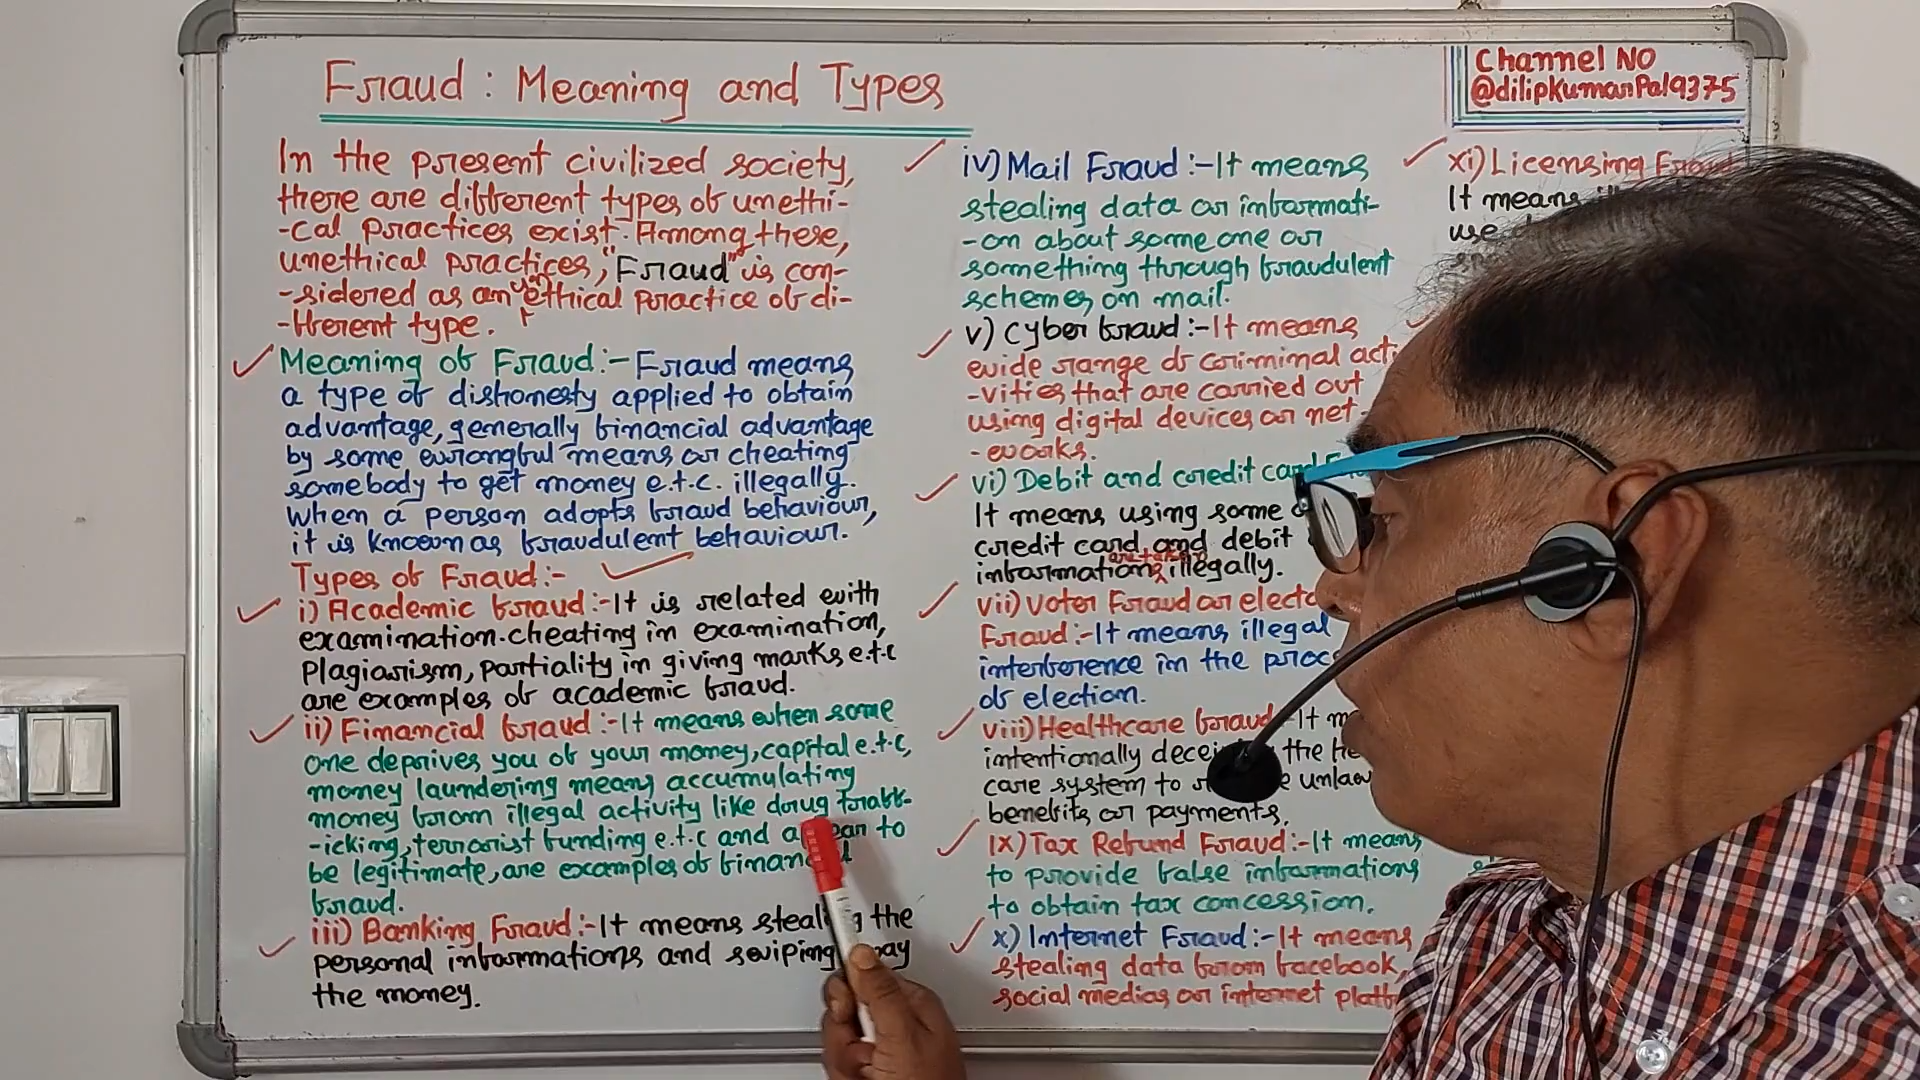 Fraud : Meaning and Types
In the present civilized society,
there are different types of unethi-
-cal practices exist. Among these,
unethical practices, "Fraud" is con-
-sidered as an unethical practice of di-
-fferent type.
Meaning of Fraud:- Fraud means
a type of dishonesty applied to obtain
advantage, generally financial advantage
by some wrongful means or cheating
somebody to get money e.t.c. illegally.
When a person adopts fraud behaviour,
it is known as fraudulent behaviour.
Types of Fraud:-
i) Academic fraud:- It is related with
examination. cheating in examination,
Plagiarism, partiality in giving marks e.t.c
are examples of academic fraud.
ii) Financial fraud :- It means when some
one deprives you of your money, capital e.t.c,
money laundering means accumulating
money from illegal activity like drug traff-
-icking, terrorist funding e.t.c and to
be legitimate, are examples of
fraud.
iii) Banking Fraud:- It means the
personal informations and swiping
the money.
iv) Mail Fraud :- It means
stealing data or informati-
-on about some one or
something through fraudulent
schemes on mail.
v) Cyber fraud :- It means
wide range of criminal acti
-vities that are carried out
using digital devices or net-
-works.
vi) Debit and credit card
It means using some
credit card and debit
informations illegally.
vii) Voter Fraud or
Fraud:- It means illegal
interference in the
of election.
viii) Healthcare fraud It
intentionally the
care system to
benefits or payments.
ix) Tax Refund Fraud:- It means
to provide false informations
to obtain tax concession.
x) Internet Fraud:- It means
stealing data from facebook,
social medias or internet
Channel NO
@dilipkumarPal9375
xi) Licensing Fraud
It means
use